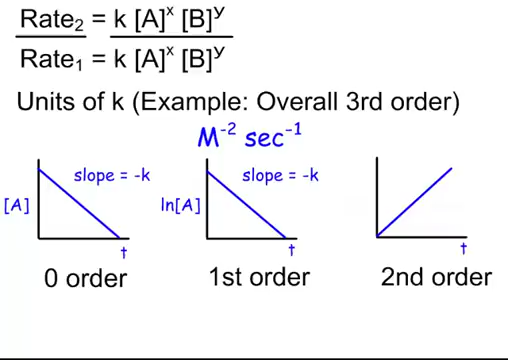 Rate₂ = k [A]ˣ [B]ʸ
Rate₁ = k [A]ˣ [B]ʸ
Units of k (Example: Overall 3rd order)
M⁻² sec⁻¹
[A] slope = -k t
ln[A] slope = -k t
t
0 order 1st order 2nd order